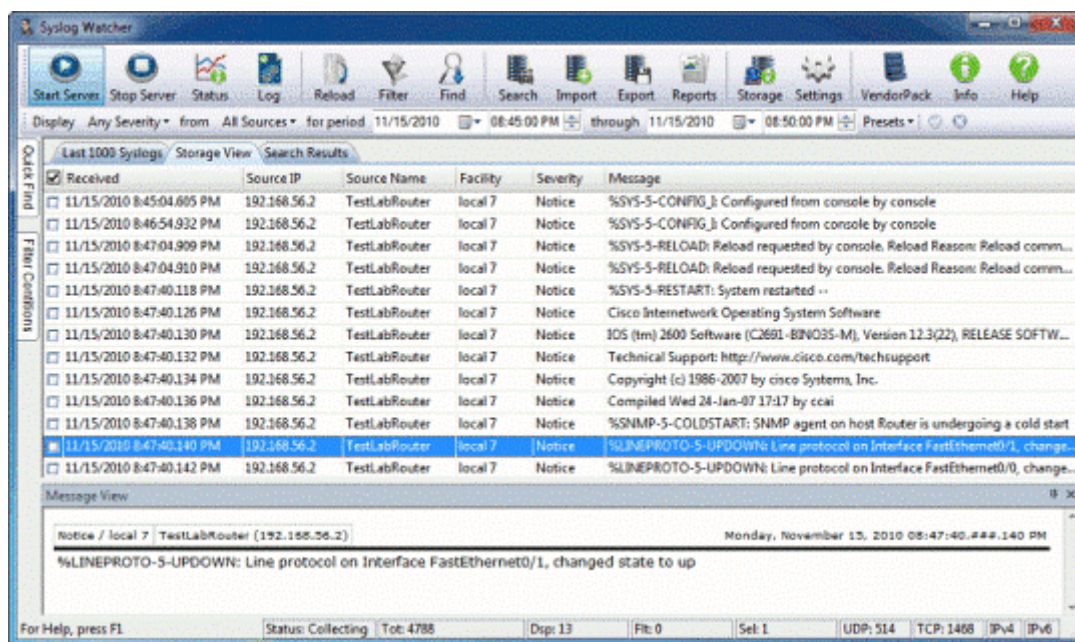 Syslog Watcher
Start Server Stop Server Status Log Reload Filter Find Search Import Export Reports Storage Settings VendorPack Info Help
Display Any Severity from All Sources for period 11/15/2010 08:45:00 PM through 11/15/2010 08:50:00 PM Presets
Quick Find
Filter Conditions
Last 1000 Syslogs Storage View Search Results
Received Source IP Source Name Facility Severity Message
11/15/2010 8:45:04.605 PM 192.168.56.2 TestLabRouter local 7 Notice %SYS-5-CONFIG_I: Configured from console by console
11/15/2010 8:46:54.932 PM 192.168.56.2 TestLabRouter local 7 Notice %SYS-5-CONFIG_I: Configured from console by console
11/15/2010 8:47:04.909 PM 192.168.56.2 TestLabRouter local 7 Notice %SYS-5-RELOAD: Reload requested by console. Reload Reason: Reload comm...
11/15/2010 8:47:04.910 PM 192.168.56.2 TestLabRouter local 7 Notice %SYS-5-RELOAD: Reload requested by console. Reload Reason: Reload comm...
11/15/2010 8:47:40.118 PM 192.168.56.2 TestLabRouter local 7 Notice %SYS-5-RESTART: System restarted --
11/15/2010 8:47:40.126 PM 192.168.56.2 TestLabRouter local 7 Notice Cisco Internetwork Operating System Software
11/15/2010 8:47:40.130 PM 192.168.56.2 TestLabRouter local 7 Notice IOS (tm) 2600 Software (C2691-BINO3S-M), Version 12.3(22), RELEASE SOFTW...
11/15/2010 8:47:40.132 PM 192.168.56.2 TestLabRouter local 7 Notice Technical Support: http://www.cisco.com/techsupport
11/15/2010 8:47:40.134 PM 192.168.56.2 TestLabRouter local 7 Notice Copyright (c) 1986-2007 by cisco Systems, Inc.
11/15/2010 8:47:40.136 PM 192.168.56.2 TestLabRouter local 7 Notice Compiled Wed 24-Jan-07 17:17 by ccai
11/15/2010 8:47:40.138 PM 192.168.56.2 TestLabRouter local 7 Notice %SNMP-5-COLDSTART: SNMP agent on host Router is undergoing a cold start
11/15/2010 8:47:40.140 PM 192.168.56.2 TestLabRouter local 7 Notice %LINEPROTO-5-UPDOWN: Line protocol on Interface FastEthernet0/1, change...
11/15/2010 8:47:40.142 PM 192.168.56.2 TestLabRouter local 7 Notice %LINEPROTO-5-UPDOWN: Line protocol on Interface FastEthernet0/0, change...
Message View
Notice / local 7 TestLabRouter (192.168.56.2) Monday, November 15, 2010 08:47:40.###.140 PM
%LINEPROTO-5-UPDOWN: Line protocol on Interface FastEthernet0/1, changed state to up
For Help, press F1 Status: Collecting Tot: 4788 Dsp: 13 Flt: 0 Sel: 1 UDP: 514 TCP: 1468 IPv4 IPv6